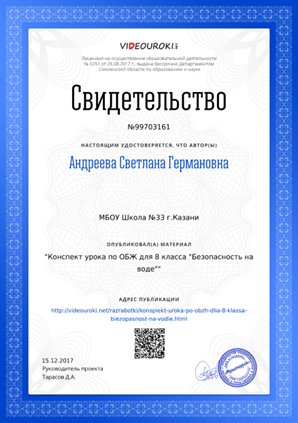 VIDEOUROKI.NET
Лицензия на осуществление образовательной деятельности
№ 5251 от 25.08.2017 г., выдана бессрочно Департаментом
Смоленской области по образованию и науке
Свидетельство
№99703161
НАСТОЯЩИМ УДОСТОВЕРЯЕТСЯ, ЧТО АВТОР(Ы)
Андреева Светлана Германовна
МБОУ Школа №33 г.Казани
ОПУБЛИКОВАЛ(А) МАТЕРИАЛ
"Конспект урока по ОБЖ для 8 класса "Безопасность на
воде""
АДРЕС ПУБЛИКАЦИИ
http://videouroki.net/razrabotki/konspiekt-uroka-po-obzh-dlia-8-klassa-
biezopasnost-na-vodie.html
15.12.2017
Руководитель проекта
Тарасов Д.А.